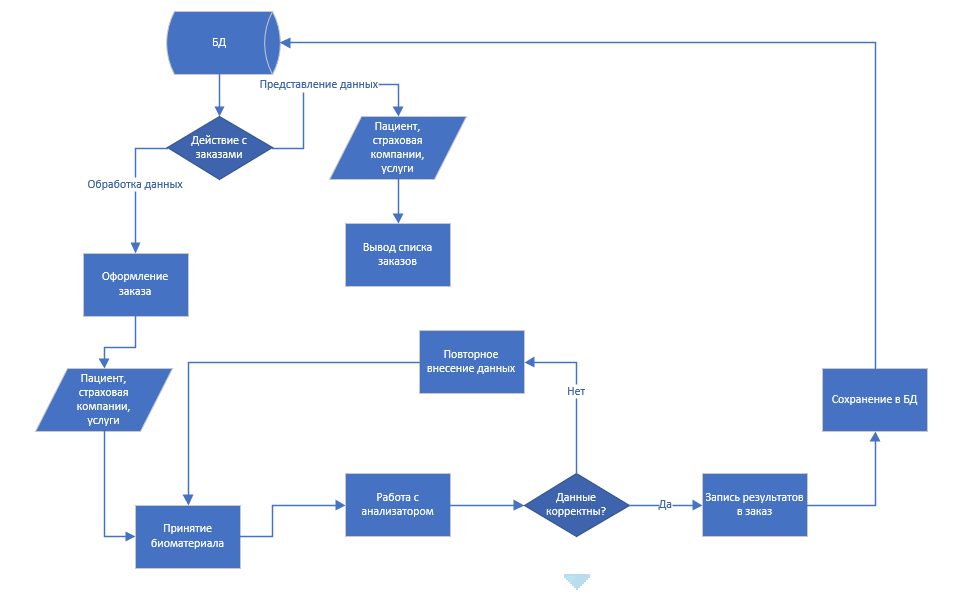 БД
Представление данных
Действие с
заказами
Пациент,
страховая
компании,
услуги
Обработка данных
Вывод списка
заказов
Оформление
заказа
Повторное
внесение данных
Пациент,
страховая
компании,
услуги
Нет
Сохранение в БД
Работа с
анализатором
Данные
корректны?
Да
Запись результатов
в заказ
Принятие
биоматериала